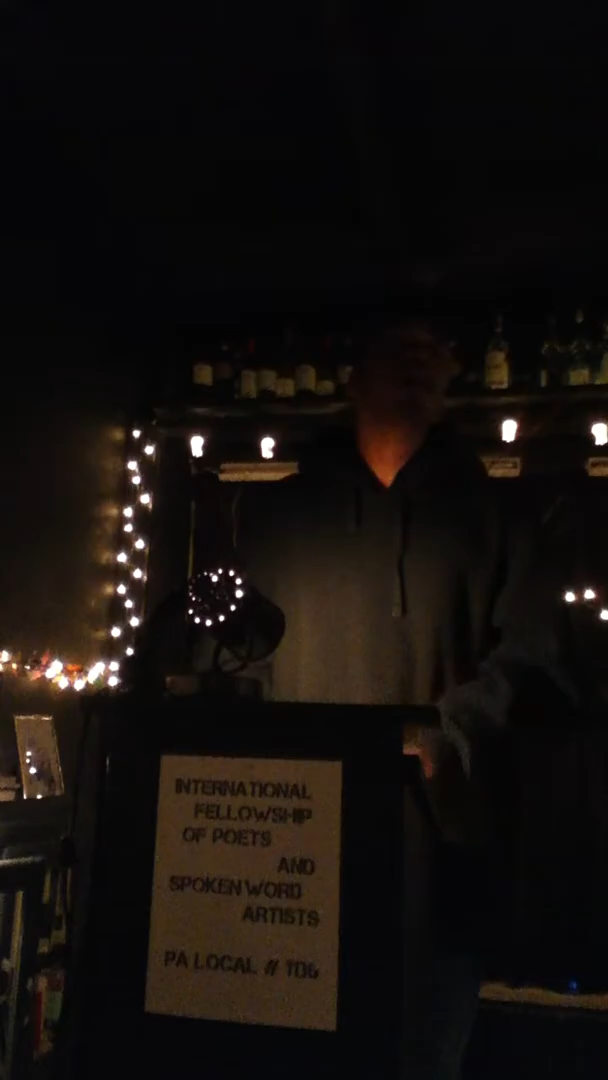 INTERNATIONAL
FELLOWSHIP
OF POETS
AND
SPOKEN WORD
ARTISTS
PA LOCAL // 106